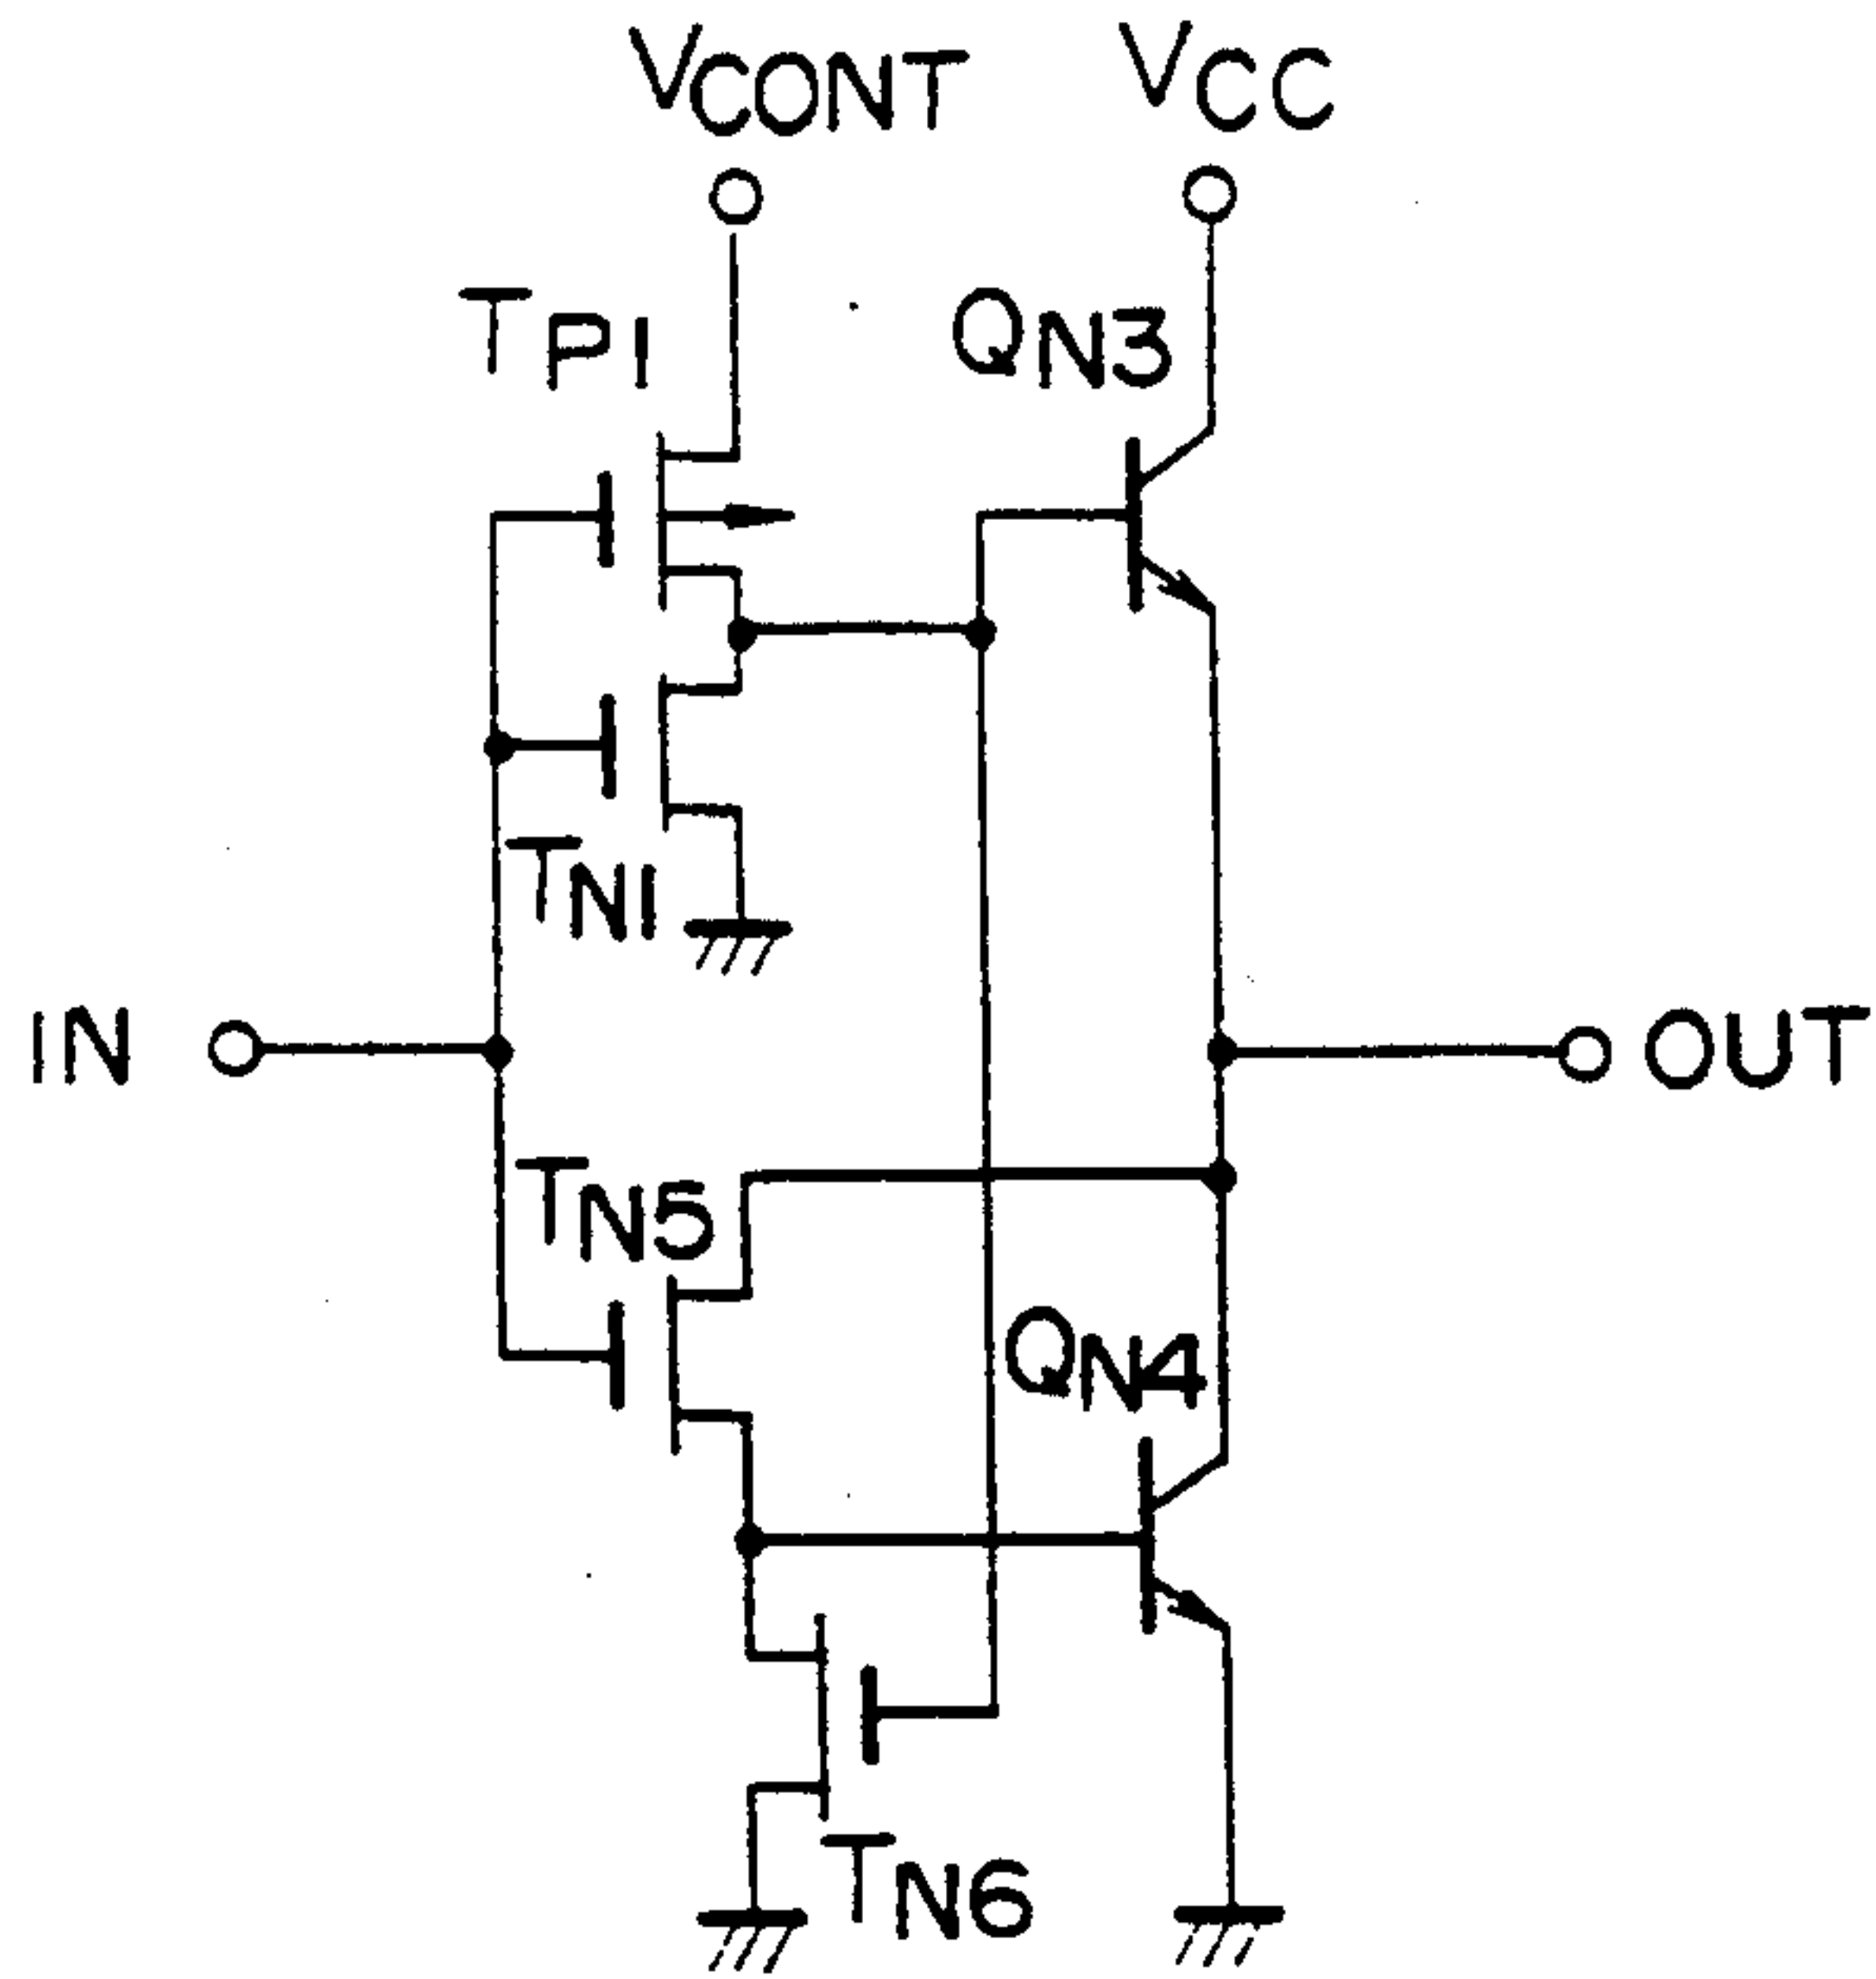 VCONT
VCC
TP1
QN3
TN1
IN
OUT
TN5
QN4
TN6